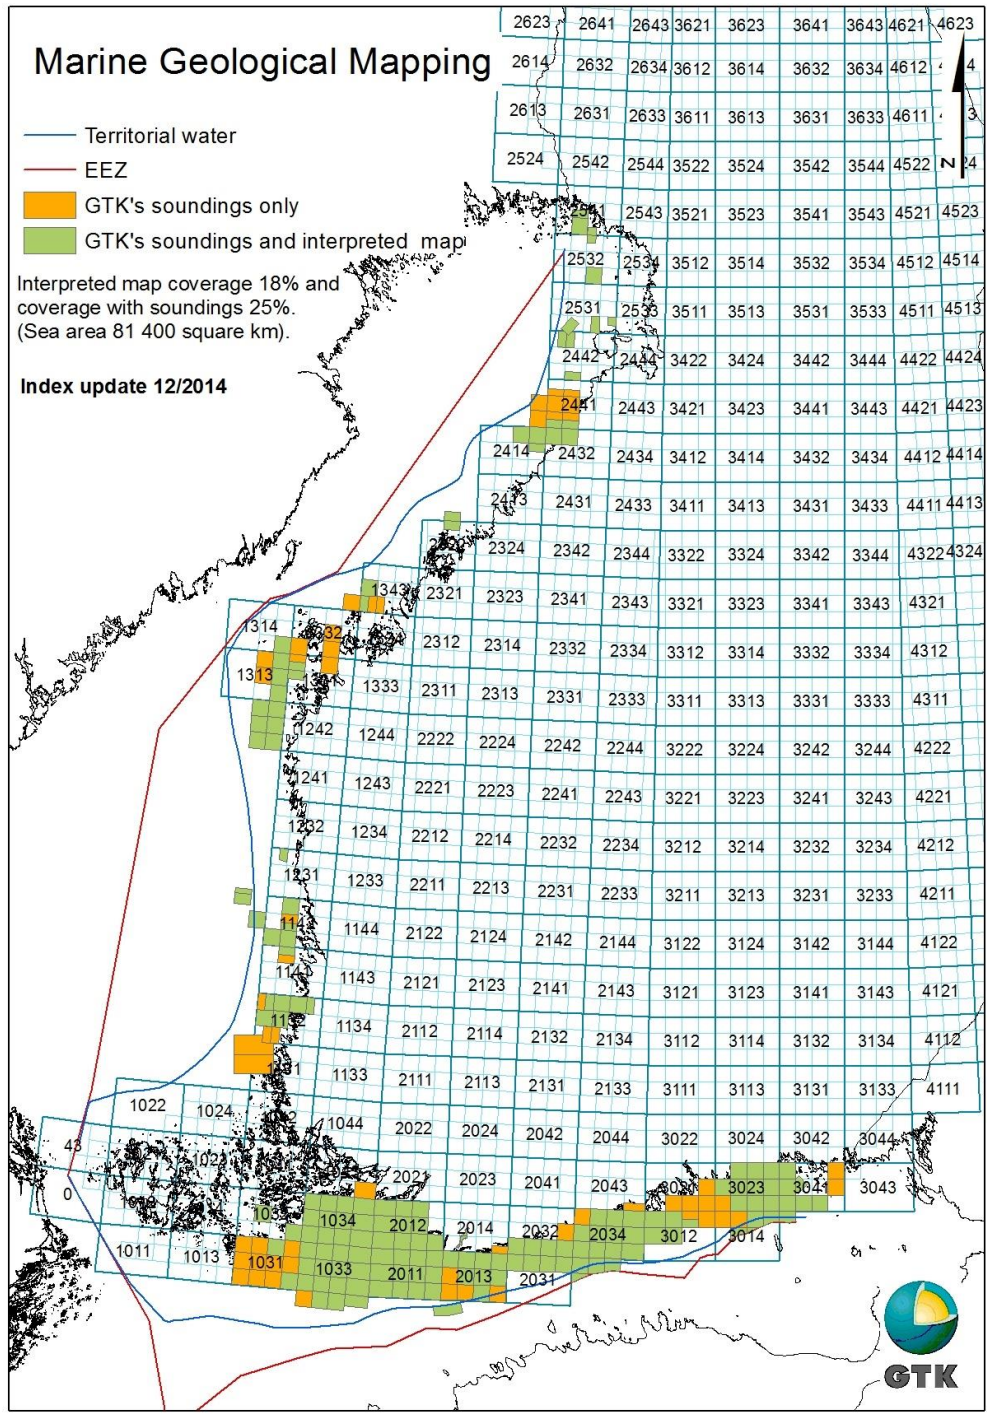 Marine Geological Mapping
Territorial water
EEZ
GTK's soundings only
GTK's soundings and interpreted map
Interpreted map coverage 18% and
coverage with soundings 25%.
(Sea area 81 400 square km).
Index update 12/2014
2623 2641 2643 3621 3623 3641 3643 4621 4623
2614 2632 2634 3612 3614 3632 3634 4612
2613 2631 2633 3611 3613 3631 3633 4611
2524 2542 2544 3522 3524 3542 3544 4522
N
2541 2543 3521 3523 3541 3543 4521 4523
2532 2534 3512 3514 3532 3534 4512 4514
2531 2533 3511 3513 3531 3533 4511 4513
2442 2444 3422 3424 3442 3444 4422 4424
2441 2443 3421 3423 3441 3443 4421 4423
2414 2432 2434 3412 3414 3432 3434 4412 4414
2413 2431 2433 3411 3413 3431 3433 4411 4413
2324 2342 2344 3322 3324 3342 3344 4322 4324
1343 2321 2323 2341 2343 3321 3323 3341 3343 4321
1314 1332 2312 2314 2332 2334 3312 3314 3332 3334 4312
1313 1333 2311 2313 2331 2333 3311 3313 3331 3333 4311
1242 1244 2222 2224 2242 2244 3222 3224 3242 3244 4222
1241 1243 2221 2223 2241 2243 3221 3223 3241 3243 4221
1232 1234 2212 2214 2232 2234 3212 3214 3232 3234 4212
1231 1233 2211 2213 2231 2233 3211 3213 3231 3233 4211
114 1144 2122 2124 2142 2144 3122 3124 3142 3144 4122
1141 1143 2121 2123 2141 2143 3121 3123 3141 3143 4121
11 1134 2112 2114 2132 2134 3112 3114 3132 3134 4112
1131 1133 2111 2113 2131 2133 3111 3113 3131 3133 4111
1022 1024 1044 2022 2024 2042 2044 3022 3024 3042 3044
43 2021 2023 2041 2043 3023 3041 3043
0 1034 2012 2014 2032 2034 3012 3014
1011 1013 1031 1033 2011 2013 2031
GTK